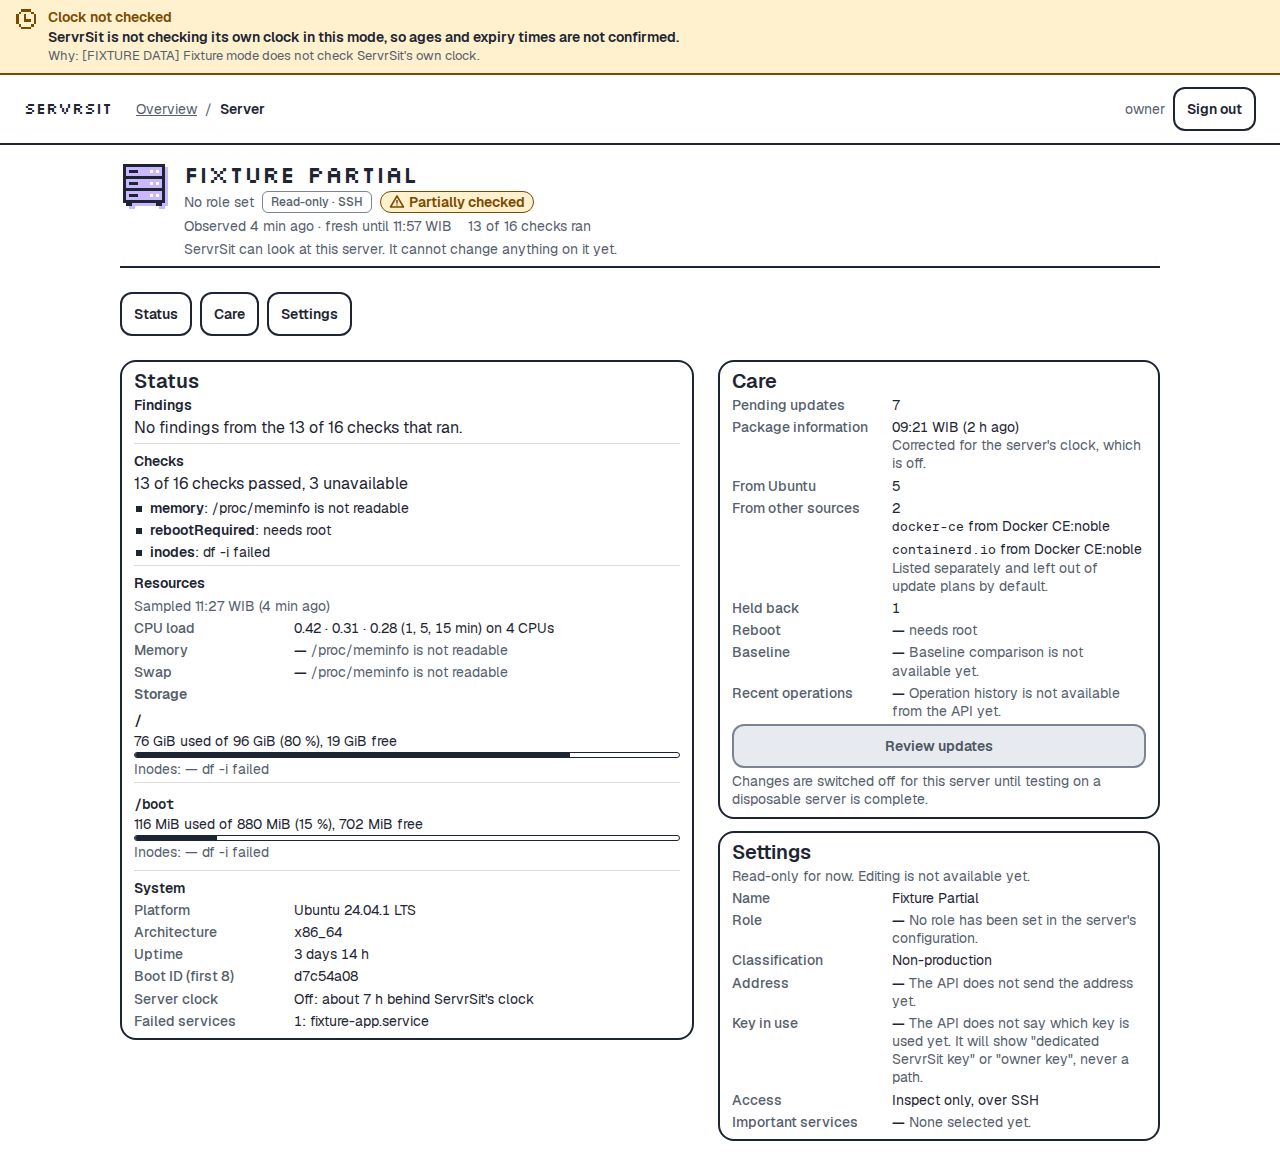 Clock not checked
ServrSit is not checking its own clock in this mode, so ages and expiry times are not confirmed.
Why: [FIXTURE DATA] Fixture mode does not check ServrSit's own clock.
SERVRSIT
Overview / Server
owner
Sign out
FIXTURE PARTIAL
No role set
Read-only · SSH
Partially checked
Observed 4 min ago · fresh until 11:57 WIB
13 of 16 checks ran
ServrSit can look at this server. It cannot change anything on it yet.
Status
Care
Settings
Status
Findings
No findings from the 13 of 16 checks that ran.
Checks
13 of 16 checks passed, 3 unavailable
memory: /proc/meminfo is not readable
rebootRequired: needs root
inodes: df -i failed
Resources
Sampled 11:27 WIB (4 min ago)
CPU load 0.42 · 0.31 · 0.28 (1, 5, 15 min) on 4 CPUs
Memory — /proc/meminfo is not readable
Swap — /proc/meminfo is not readable
Storage
/
76 GiB used of 96 GiB (80 %), 19 GiB free
Inodes: — df -i failed
/boot
116 MiB used of 880 MiB (15 %), 702 MiB free
Inodes: — df -i failed
System
Platform Ubuntu 24.04.1 LTS
Architecture x86_64
Uptime 3 days 14 h
Boot ID (first 8) d7c54a08
Server clock Off: about 7 h behind ServrSit's clock
Failed services 1: fixture-app.service
Care
Pending updates 7
Package information 09:21 WIB (2 h ago)
Corrected for the server's clock, which
is off.
From Ubuntu 5
From other sources 2
docker-ce from Docker CE:noble
containerd.io from Docker CE:noble
Listed separately and left out of
update plans by default.
Held back 1
Reboot — needs root
Baseline — Baseline comparison is not
available yet.
Recent operations — Operation history is not available
from the API yet.
Review updates
Changes are switched off for this server until testing on a
disposable server is complete.
Settings
Read-only for now. Editing is not available yet.
Name Fixture Partial
Role — No role has been set in the server's
configuration.
Classification Non-production
Address — The API does not send the address
yet.
Key in use — The API does not say which key is
used yet. It will show "dedicated
ServrSit key" or "owner key", never a
path.
Access Inspect only, over SSH
Important services — None selected yet.